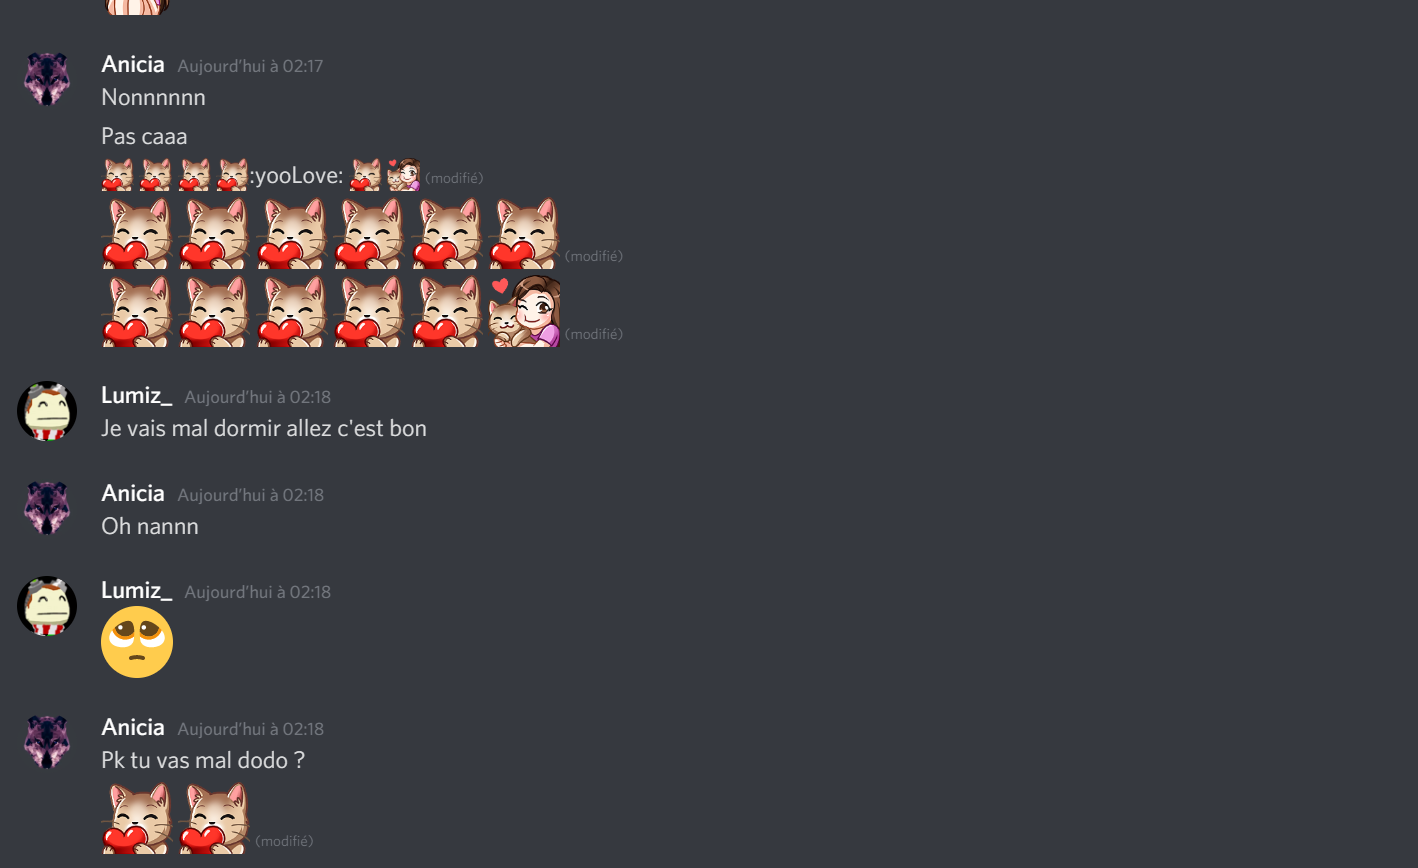 Anicia Aujourd'hui à 02:17
Nonnnnnn
Pas caaa
:yooLove: (modifié)
(modifié)
(modifié)
Lumiz_ Aujourd'hui à 02:18
Je vais mal dormir allez c'est bon
Anicia Aujourd'hui à 02:18
Oh nannn
Lumiz_ Aujourd'hui à 02:18
Anicia Aujourd'hui à 02:18
Pk tu vas mal dodo ?
(modifié)